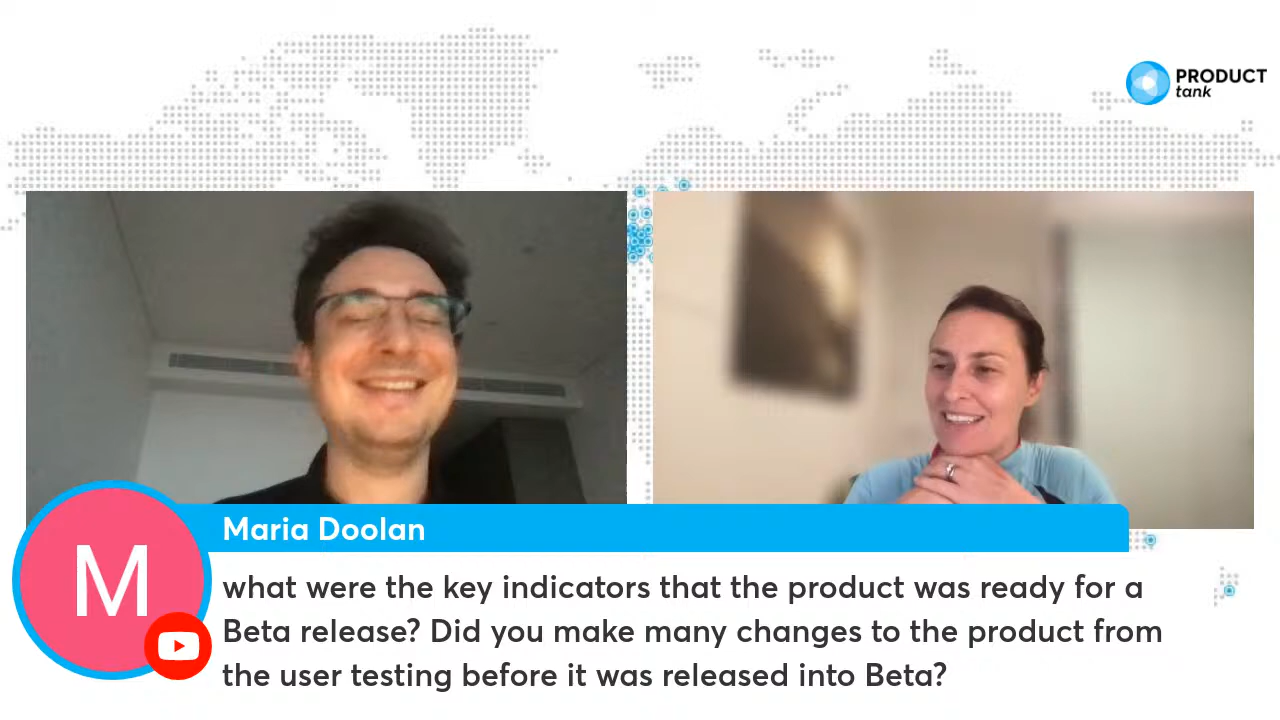 PRODUCT
tank
Maria Doolan
M
what were the key indicators that the product was ready for a
Beta release? Did you make many changes to the product from
the user testing before it was released into Beta?